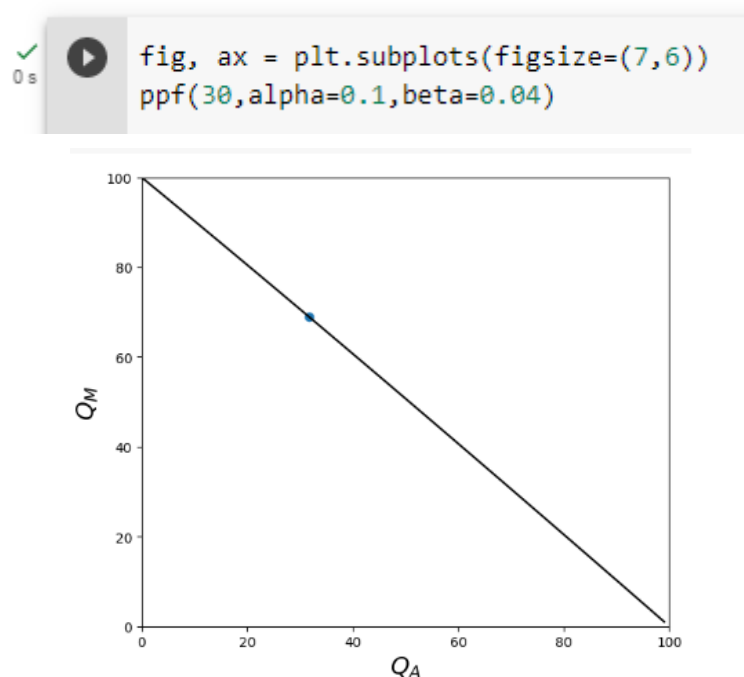 0 s
fig, ax = plt.subplots(figsize=(7,6))
ppf(30,alpha=0.1,beta=0.04)
100
80
60
40
20
0
Q_M
0 20 40 60 80 100
Q_A